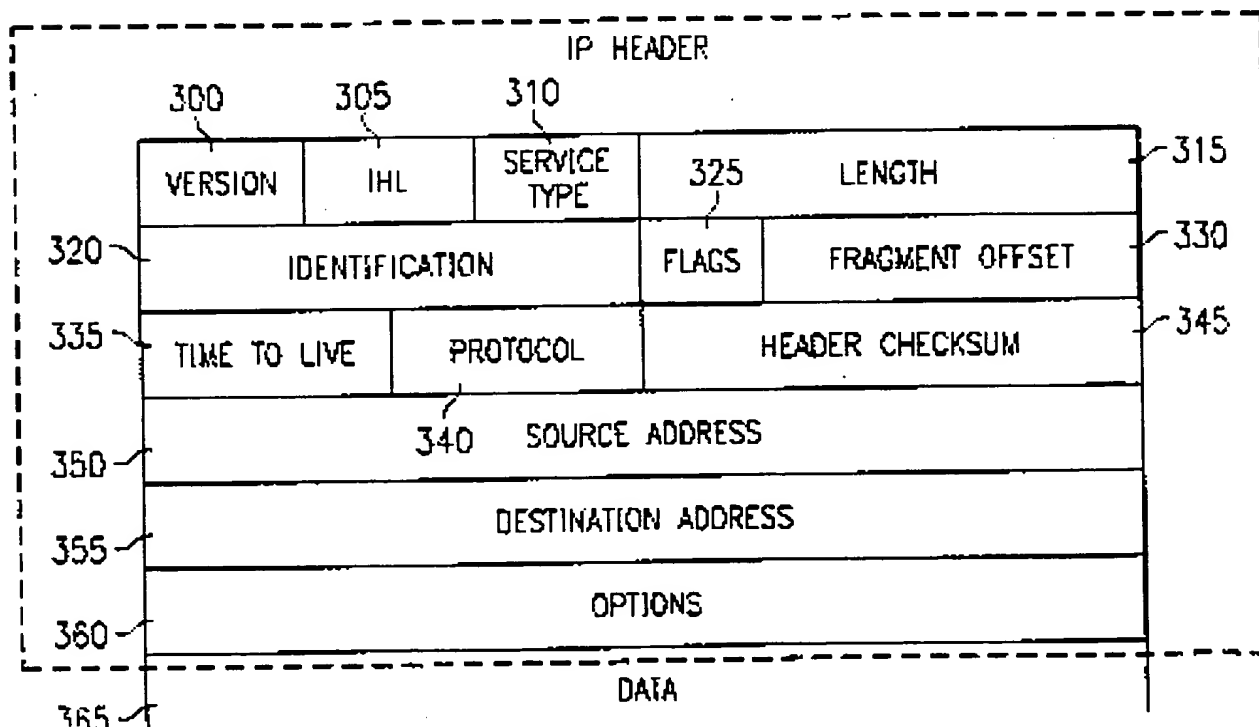 IP HEADER
300 305 310
VERSION IHL SERVICE TYPE 325 LENGTH 315
320 IDENTIFICATION FLAGS FRAGMENT OFFSET 330
335 TIME TO LIVE PROTOCOL HEADER CHECKSUM 345
350 340 SOURCE ADDRESS
355 DESTINATION ADDRESS
360 OPTIONS
365 DATA